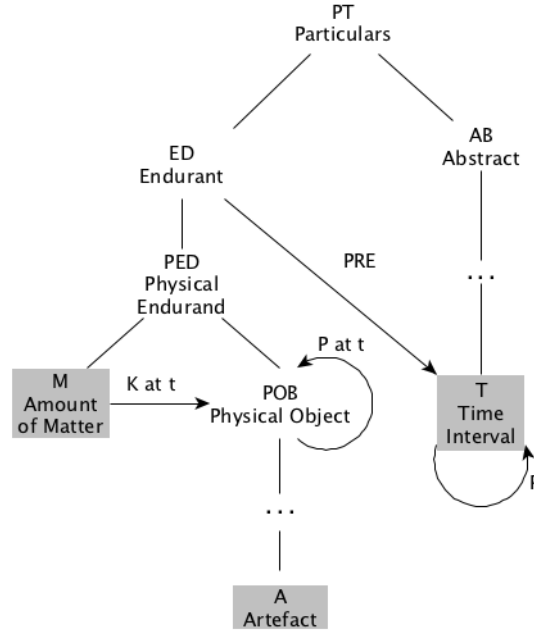 PT
Particulars
AB
Abstract
ED
Endurant
PED
Physical
Endurand
PRE
...
P at t
M
Amount
of Matter
K at t
POB
Physical Object
T
Time
Interval
...
A
Artefact